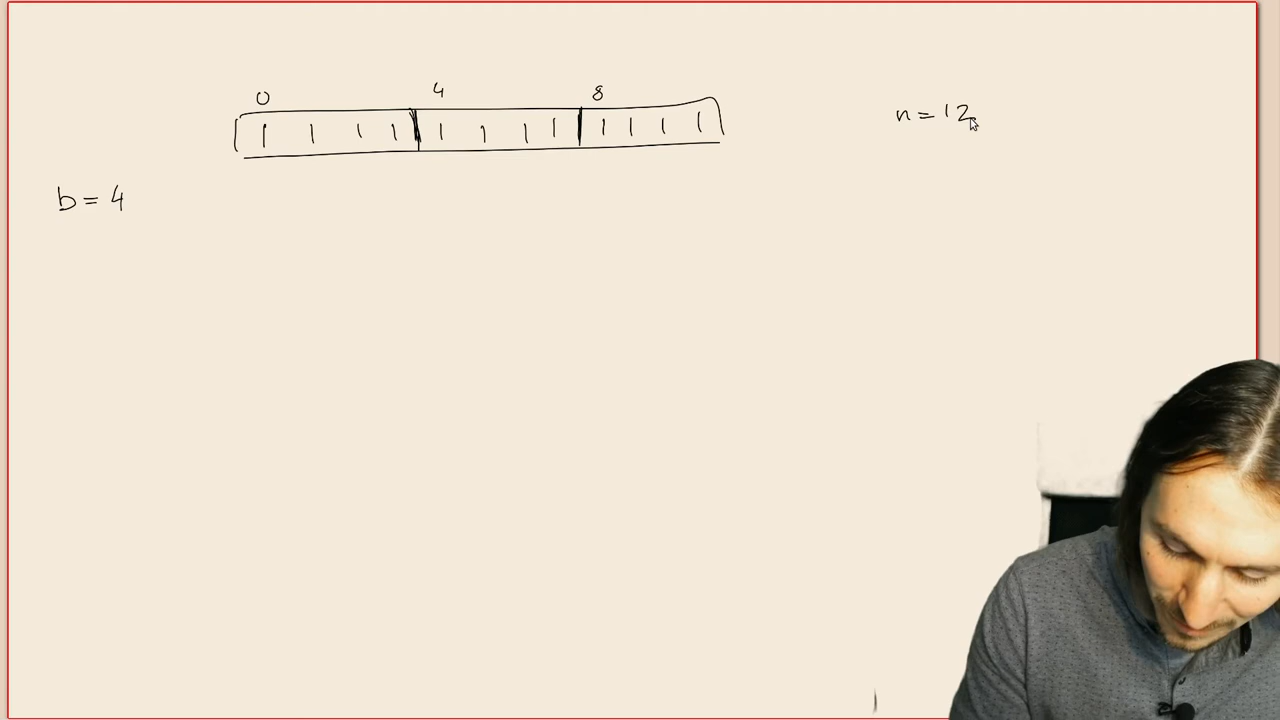 0 4 8
n = 12
| | | | | | | | | | | |
b = 4